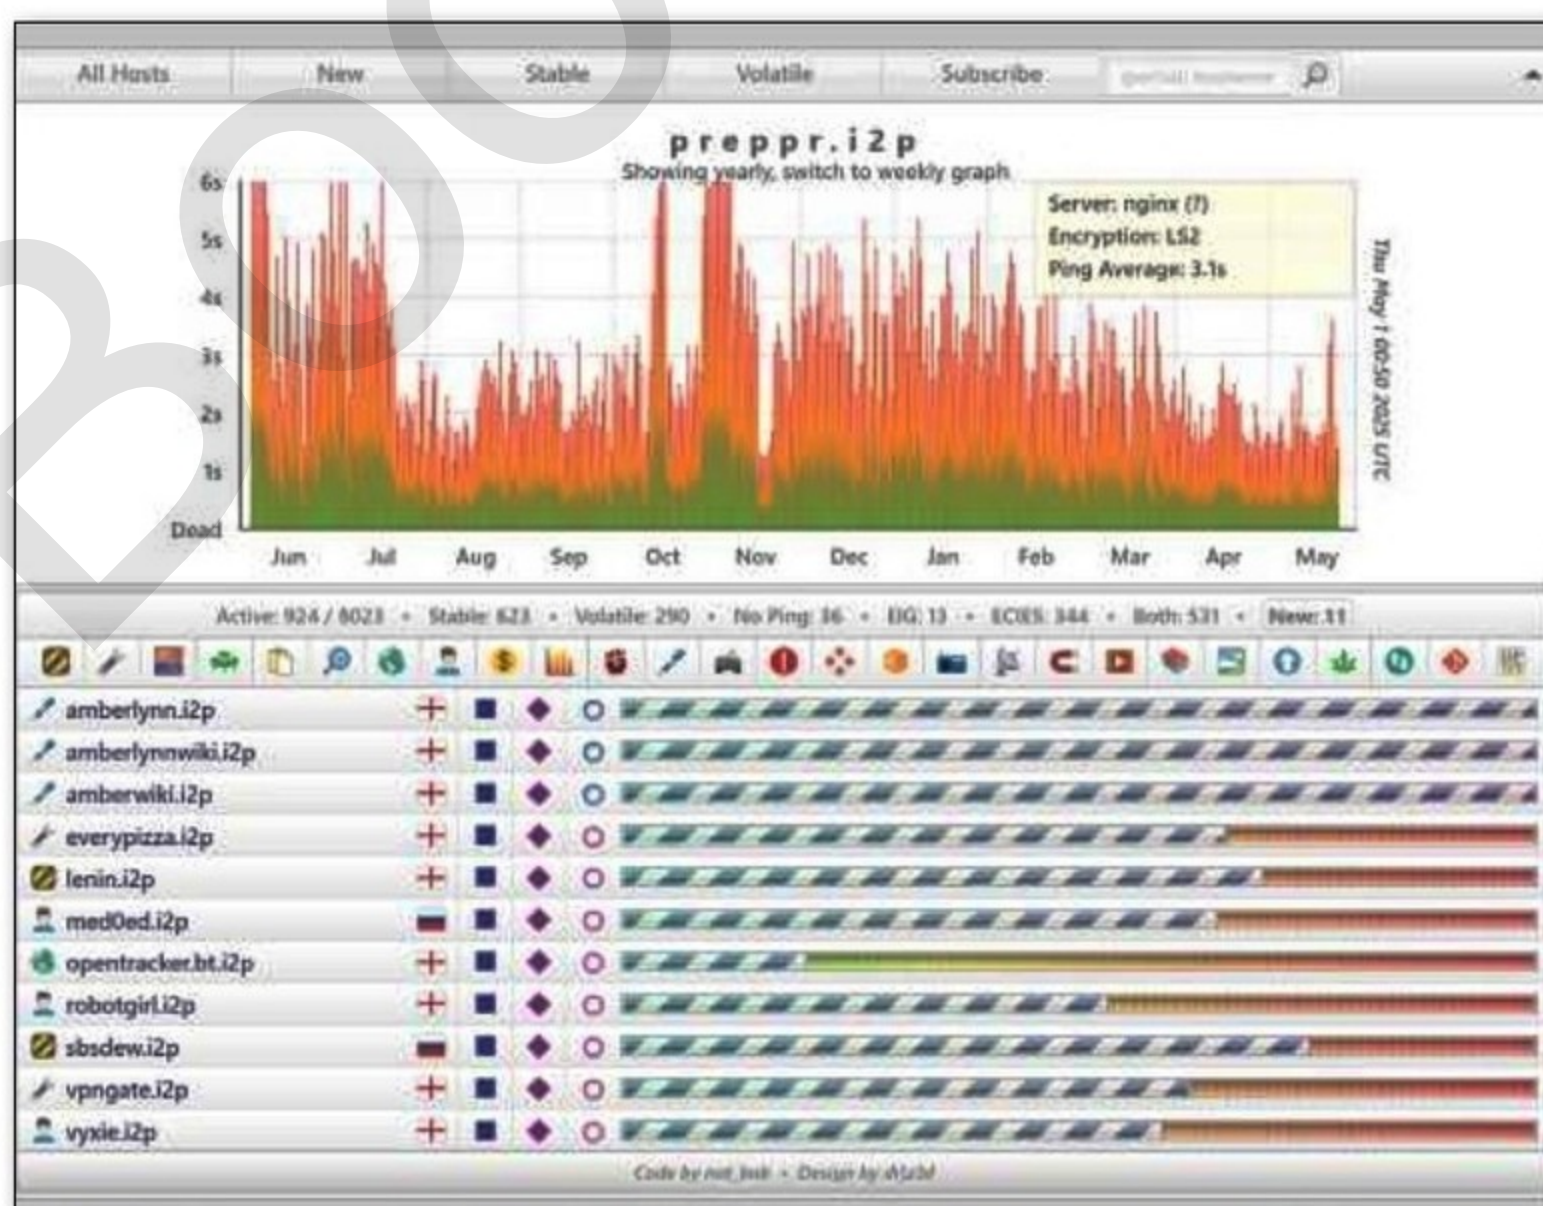 All Hosts New Stable Volatile Subscribe
preppr.i2p
Showing yearly, switch to weekly graph
6s
5s
4s
3s
2s
1s
Dead
Server: nginx (?)
Encryption: LS2
Ping Average: 3.1s
Thu May 1 00:50 2025 UTC
Jun Jul Aug Sep Oct Nov Dec Jan Feb Mar Apr May
Active: 924 / 8023 • Stable: 623 • Volatile: 290 • No Ping: 36 • EIG: 13 • ECIES: 344 • Both: 531 • New: 11
amberlynn.i2p
amberlynnwiki.i2p
amberwiki.i2p
everypizza.i2p
lenin.i2p
med0ed.i2p
opentracker.bt.i2p
robotgirl.i2p
sbsdew.i2p
vpngate.i2p
vyxie.i2p
Code by not_bob • Design by dr|z3d
Boo